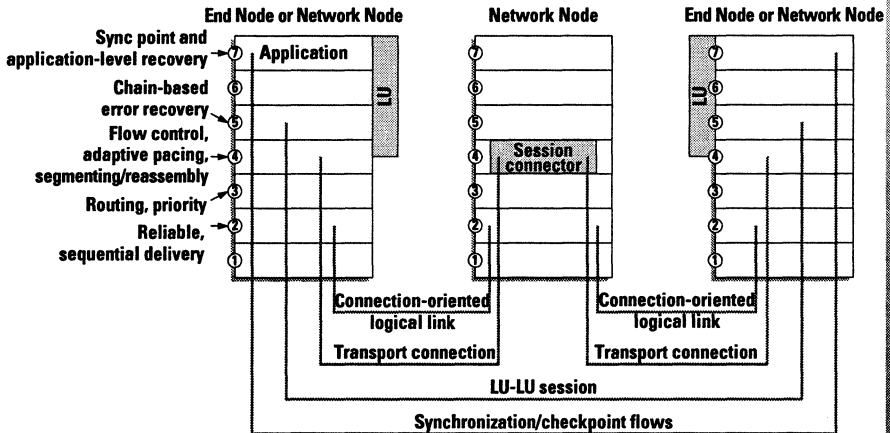 End Node or Network Node
Network Node
End Node or Network Node
Sync point and
application-level recovery
Chain-based
error recovery
Flow control,
adaptive pacing,
segmenting/reassembly
Routing, priority
Reliable,
sequential delivery
7
6
5
4
3
2
1
Application
LU
7
6
5
4
3
2
1
Session
connector
LU
7
6
5
4
3
2
1
Connection-oriented
logical link
Connection-oriented
logical link
Transport connection
Transport connection
LU-LU session
Synchronization/checkpoint flows